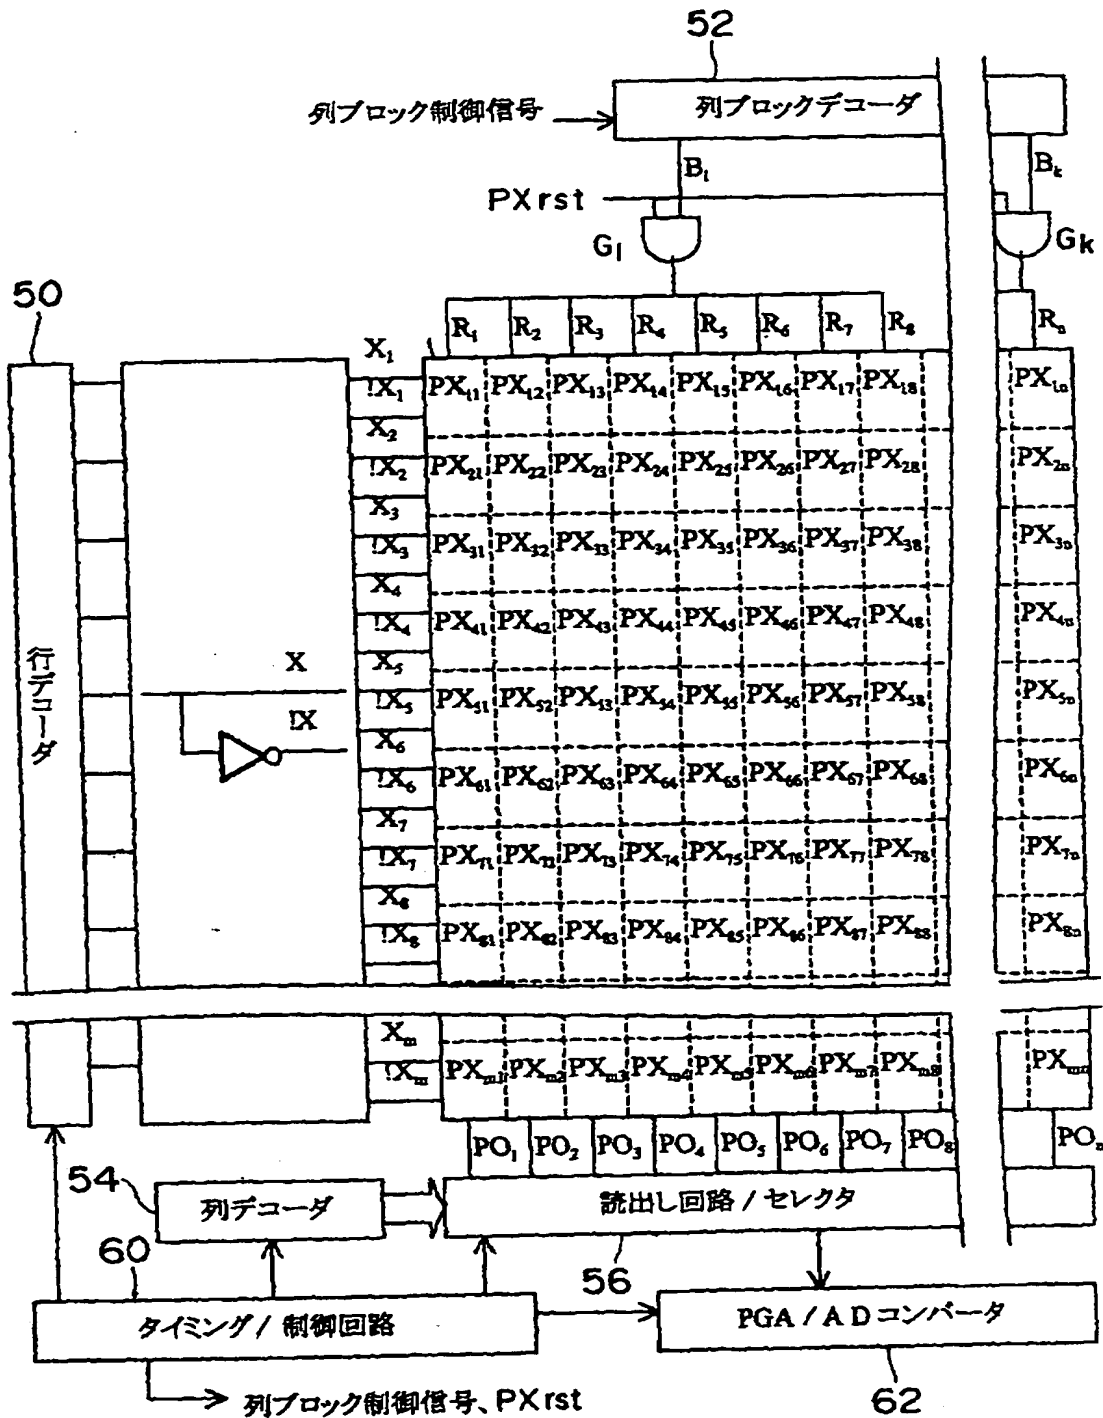 52
列ブロック制御信号 列ブロックデコーダ
B₁ Bₖ
PXrst
G₁ Gk
50
R₁ R₂ R₃ R₄ R₅ R₆ R₇ R₈ Rₙ
X₁
!X₁ PX₁₁ PX₁₂ PX₁₃ PX₁₄ PX₁₅ PX₁₆ PX₁₇ PX₁₈ PX₁ₙ
X₂
!X₂ PX₂₁ PX₂₂ PX₂₃ PX₂₄ PX₂₅ PX₂₆ PX₂₇ PX₂₈ PX₂ₙ
X₃
!X₃ PX₃₁ PX₃₂ PX₃₃ PX₃₄ PX₃₅ PX₃₆ PX₃₇ PX₃₈ PX₃ₙ
X₄
!X₄ PX₄₁ PX₄₂ PX₄₃ PX₄₄ PX₄₅ PX₄₆ PX₄₇ PX₄₈ PX₄ₙ
行デコーダ
X X₅
!X₅ PX₅₁ PX₅₂ PX₅₃ PX₅₄ PX₅₅ PX₅₆ PX₅₇ PX₅₈ PX₅ₙ
!X X₆
!X₆ PX₆₁ PX₆₂ PX₆₃ PX₆₄ PX₆₅ PX₆₆ PX₆₇ PX₆₈ PX₆ₙ
X₇
!X₇ PX₇₁ PX₇₂ PX₇₃ PX₇₄ PX₇₅ PX₇₆ PX₇₇ PX₇₈ PX₇ₙ
X₈
!X₈ PX₈₁ PX₈₂ PX₈₃ PX₈₄ PX₈₅ PX₈₆ PX₈₇ PX₈₈ PX₈ₙ
Xₘ
!Xₘ PXₘ₁ PXₘ₂ PXₘ₃ PXₘ₄ PXₘ₅ PXₘ₆ PXₘ₇ PXₘ₈ PXₘₙ
PO₁ PO₂ PO₃ PO₄ PO₅ PO₆ PO₇ PO₈ POₙ
54
列デコーダ 読出し回路 / セレクタ
60 56
タイミング / 制御回路 PGA / A D コンバータ
列ブロック制御信号、PXrst 62